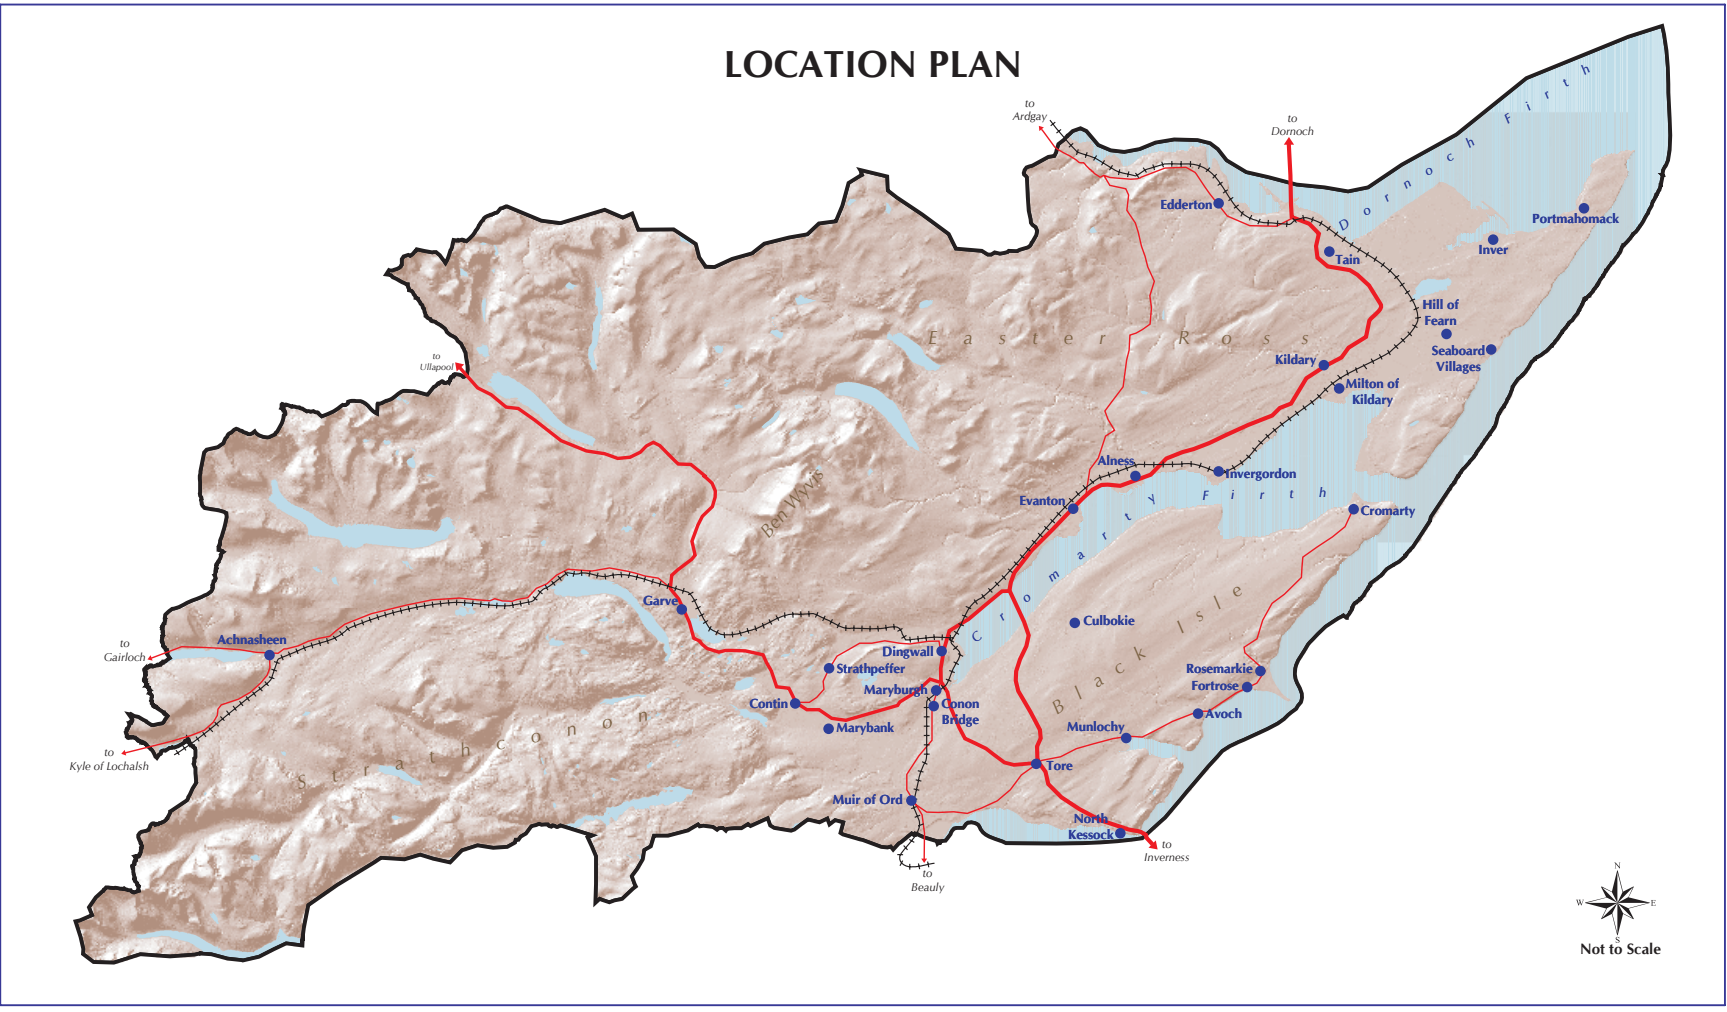 LOCATION PLAN
to
Ardgay
to
Dornoch
Dornoch Firth
Edderton
Portmahomack
Inver
Tain
Hill of
Fearn
Seaboard
Villages
Easter Ross
to
Ullapool
Kildary
Milton of
Kildary
Alness
Invergordon
Evanton
Cromarty Firth
Cromarty
Ben Wyvis
Garve
Culbokie
Black Isle
Achnasheen
to
Gairloch
Dingwall
Strathpeffer
Rosemarkie
Fortrose
Maryburgh
Contin
Conon
Bridge
Avoch
Marybank
Munlochy
Strathconon
to
Kyle of Lochalsh
Tore
Muir of Ord
North
Kessock
to
Inverness
to
Beauly
N
W
E
S
Not to Scale